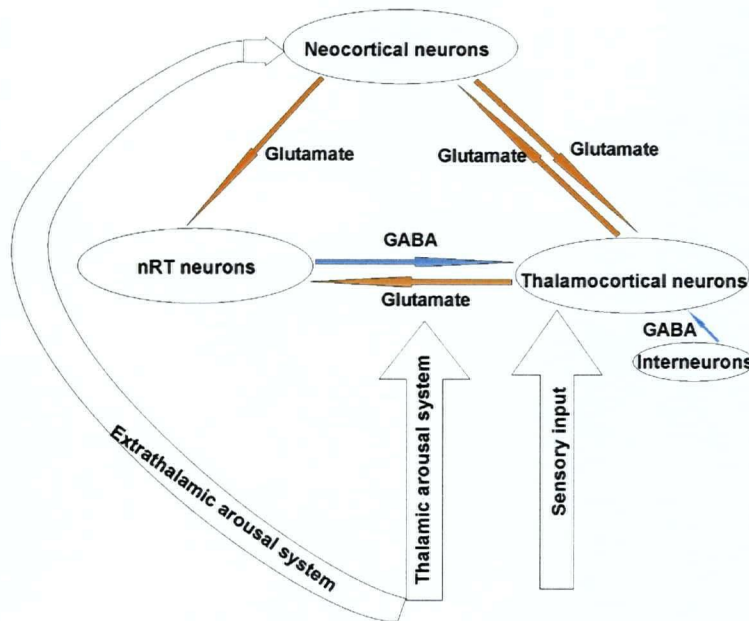 Neocortical neurons
Glutamate
Glutamate
Glutamate
GABA
nRT neurons
Thalamocortical neurons
Glutamate
GABA
Interneurons
Extrathalamic arousal system
Thalamic arousal system
Sensory input